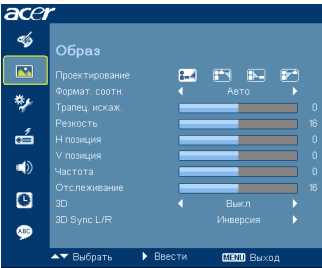 acer
Образ
Проектирование
Формат. соотн. Авто
Трапец. искаж. 0
Резкость 16
H позиция 0
V позиция 0
Частота 0
Отслеживание 16
3D Выкл
3D Sync L/R Инверсия
ABC
Выбрать Ввести MENU Выход